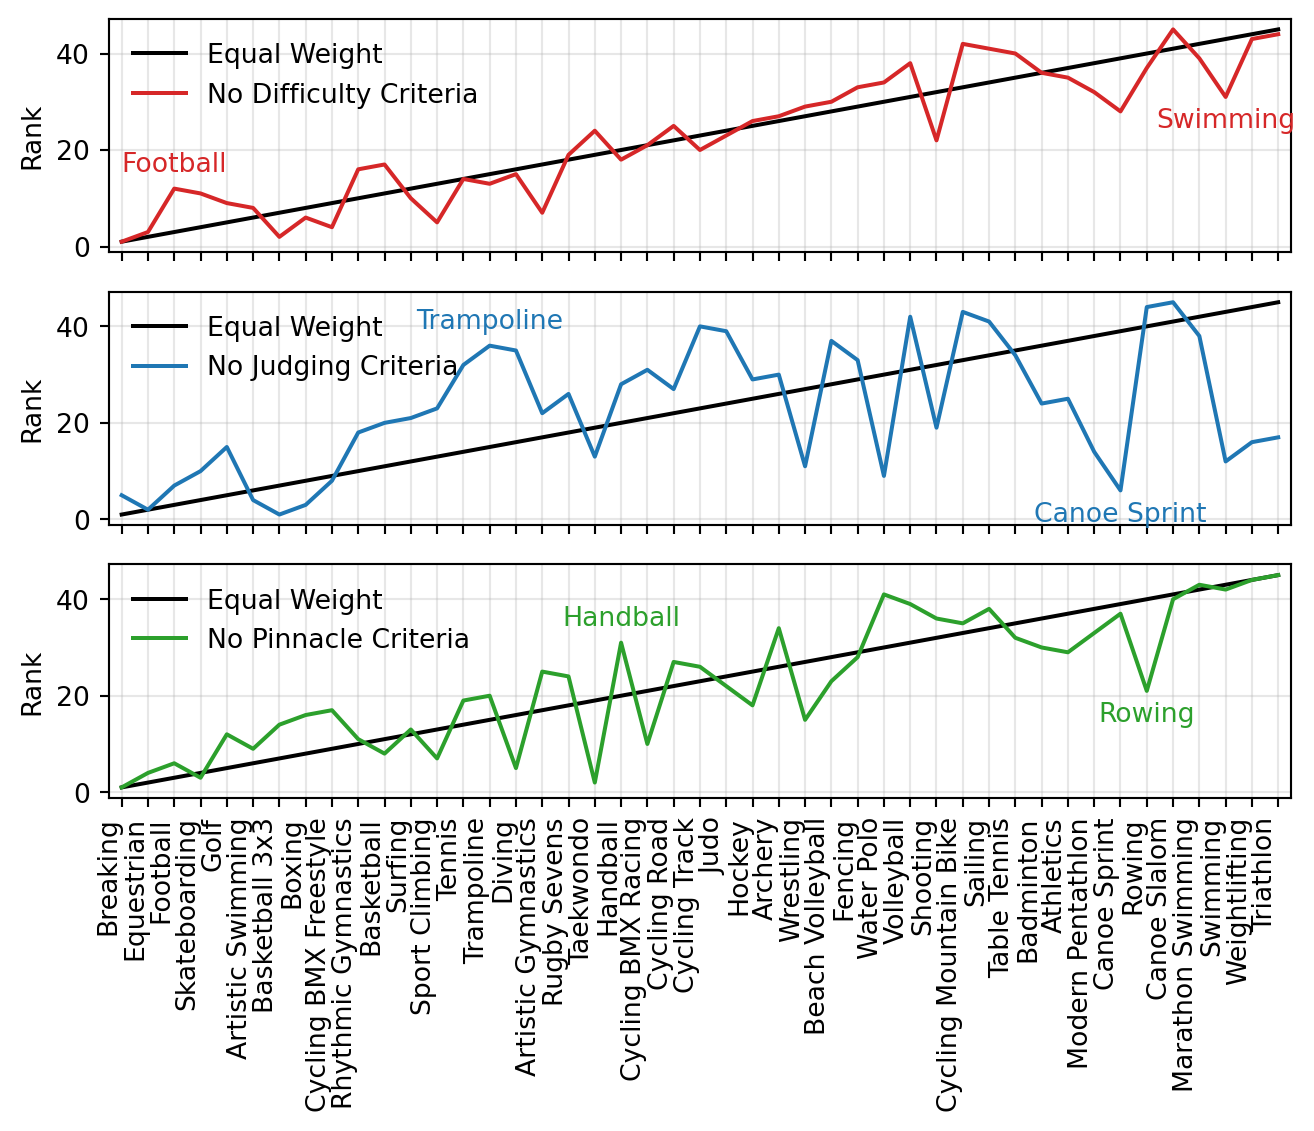 Equal Weight
No Difficulty Criteria
Football
Swimming
Rank
40
20
0
Equal Weight
No Judging Criteria
Trampoline
Canoe Sprint
Rank
40
20
0
Equal Weight
No Pinnacle Criteria
Handball
Rowing
Rank
40
20
0
Breaking
Equestrian
Football
Skateboarding
Golf
Artistic Swimming
Basketball 3x3
Boxing
Cycling BMX Freestyle
Rhythmic Gymnastics
Basketball
Surfing
Sport Climbing
Tennis
Trampoline
Diving
Artistic Gymnastics
Rugby Sevens
Taekwondo
Handball
Cycling BMX Racing
Cycling Road
Cycling Track
Judo
Hockey
Archery
Wrestling
Beach Volleyball
Fencing
Water Polo
Volleyball
Shooting
Cycling Mountain Bike
Sailing
Table Tennis
Badminton
Athletics
Modern Pentathlon
Canoe Sprint
Rowing
Canoe Slalom
Marathon Swimming
Swimming
Weightlifting
Triathlon